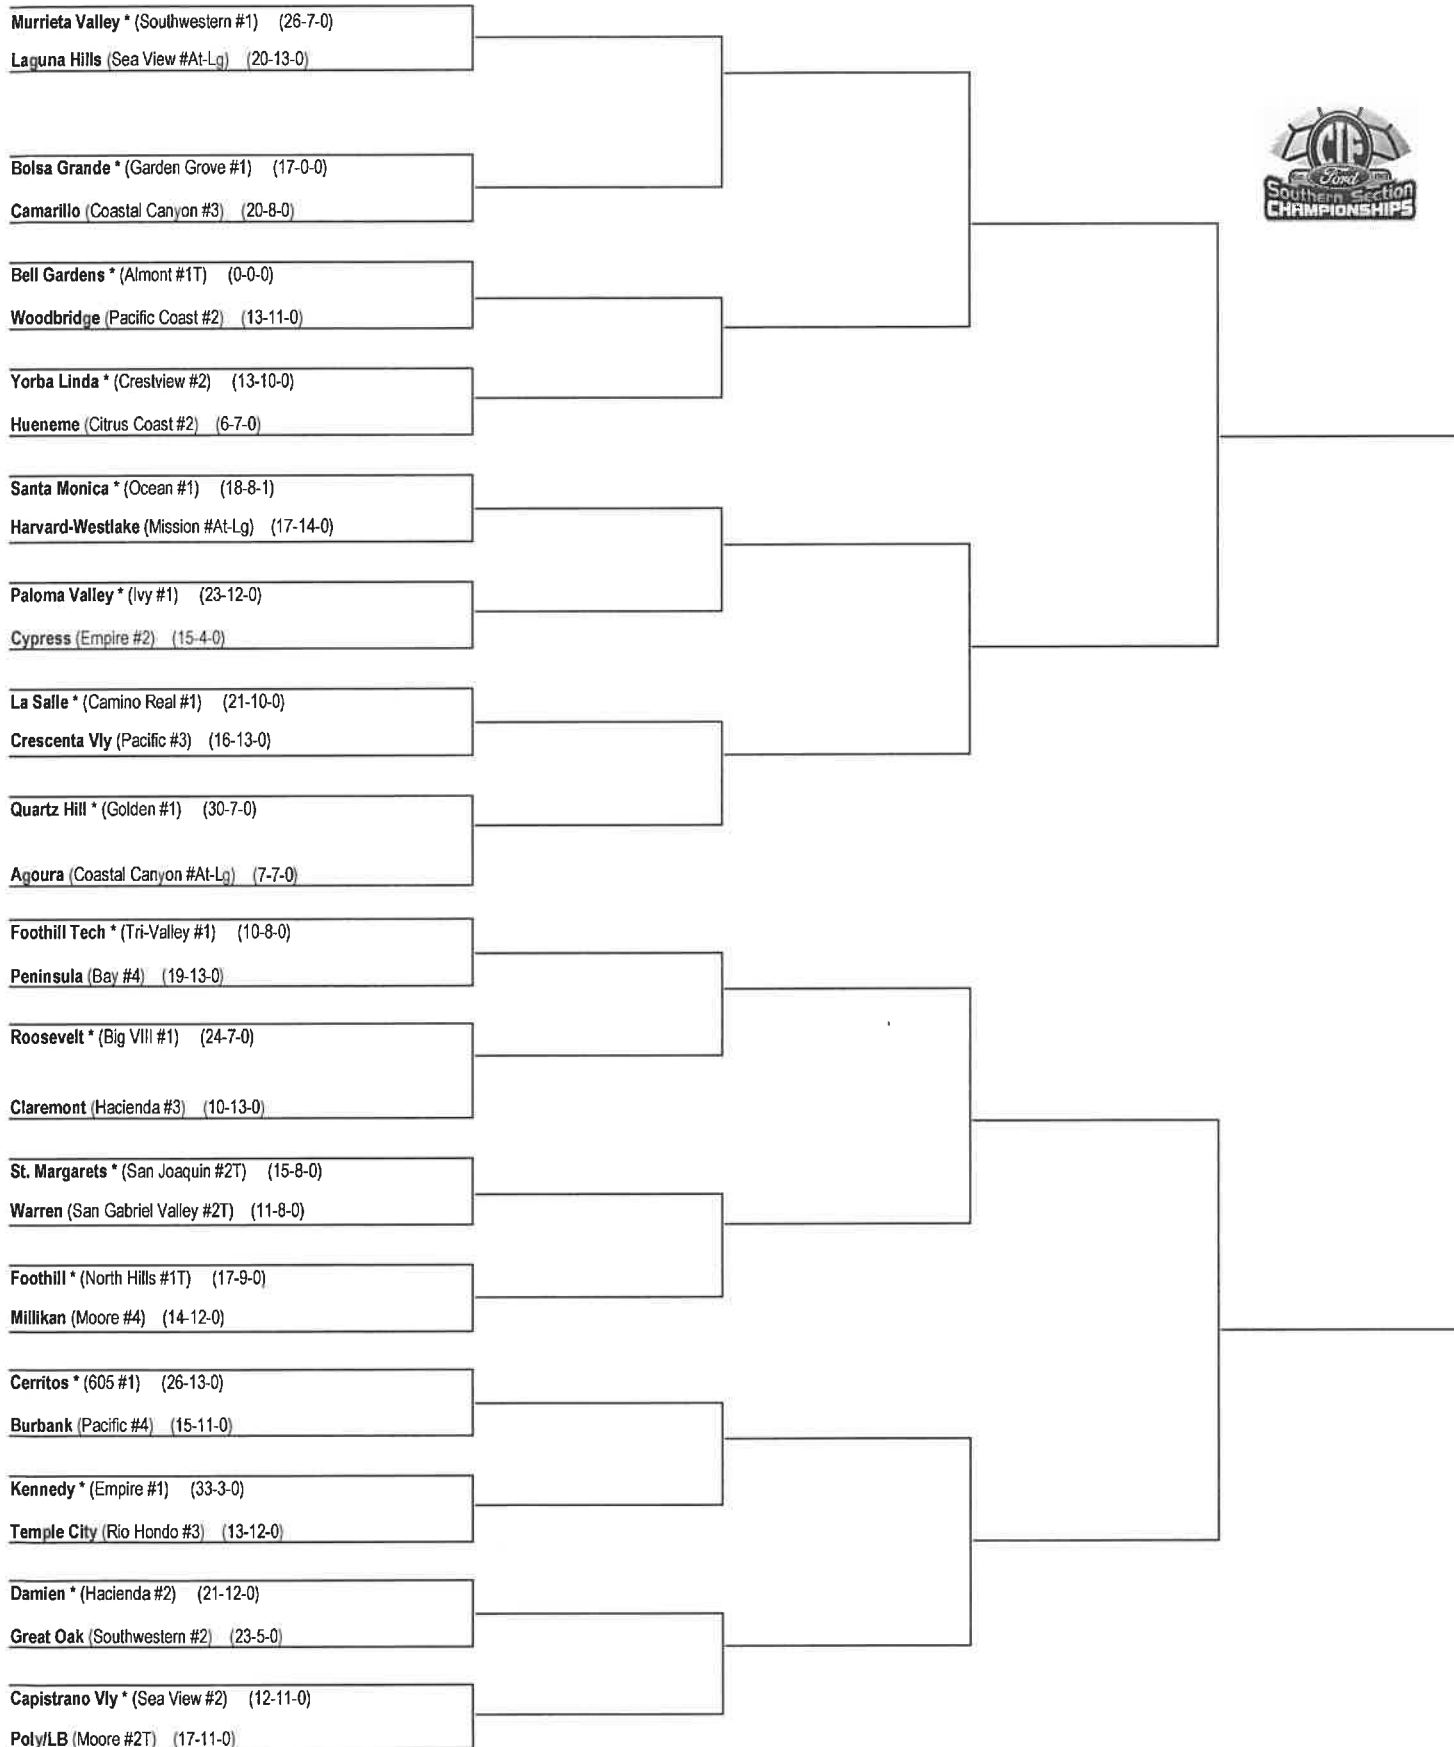 Murrieta Valley * (Southwestern #1) (26-7-0)
Laguna Hills (Sea View #At-Lg) (20-13-0)
CIF
Ford
Southern Section
CHAMPIONSHIPS
Bolsa Grande * (Garden Grove #1) (17-0-0)
Camarillo (Coastal Canyon #3) (20-8-0)
Bell Gardens * (Almont #1T) (0-0-0)
Woodbridge (Pacific Coast #2) (13-11-0)
Yorba Linda * (Crestview #2) (13-10-0)
Hueneme (Citrus Coast #2) (6-7-0)
Santa Monica * (Ocean #1) (18-8-1)
Harvard-Westlake (Mission #At-Lg) (17-14-0)
Paloma Valley * (Ivy #1) (23-12-0)
Cypress (Empire #2) (15-4-0)
La Salle * (Camino Real #1) (21-10-0)
Crescenta Vly (Pacific #3) (16-13-0)
Quartz Hill * (Golden #1) (30-7-0)
Agoura (Coastal Canyon #At-Lg) (7-7-0)
Foothill Tech * (Tri-Valley #1) (10-8-0)
Peninsula (Bay #4) (19-13-0)
Roosevelt * (Big VIII #1) (24-7-0)
Claremont (Hacienda #3) (10-13-0)
St. Margarets * (San Joaquin #2T) (15-8-0)
Warren (San Gabriel Valley #2T) (11-8-0)
Foothill * (North Hills #1T) (17-9-0)
Millikan (Moore #4) (14-12-0)
Cerritos * (605 #1) (26-13-0)
Burbank (Pacific #4) (15-11-0)
Kennedy * (Empire #1) (33-3-0)
Temple City (Rio Hondo #3) (13-12-0)
Damien * (Hacienda #2) (21-12-0)
Great Oak (Southwestern #2) (23-5-0)
Capistrano Vly * (Sea View #2) (12-11-0)
Poly/LB (Moore #2T) (17-11-0)